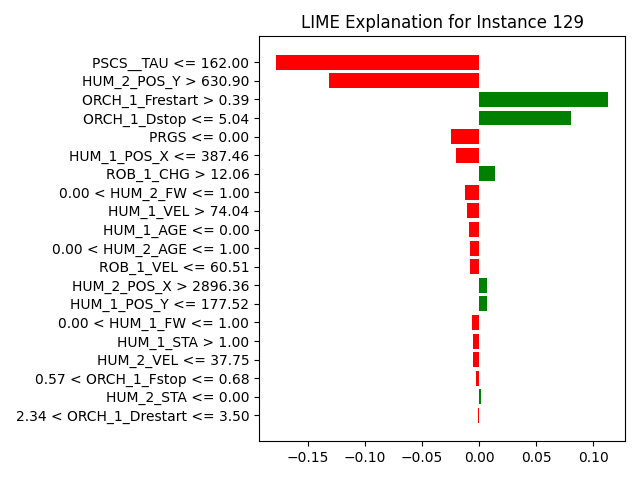 LIME Explanation for Instance 129
PSCS__TAU <= 162.00
HUM_2_POS_Y > 630.90
ORCH_1_Frestart > 0.39
ORCH_1_Dstop <= 5.04
PRGS <= 0.00
HUM_1_POS_X <= 387.46
ROB_1_CHG > 12.06
0.00 < HUM_2_FW <= 1.00
HUM_1_VEL > 74.04
HUM_1_AGE <= 0.00
0.00 < HUM_2_AGE <= 1.00
ROB_1_VEL <= 60.51
HUM_2_POS_X > 2896.36
HUM_1_POS_Y <= 177.52
0.00 < HUM_1_FW <= 1.00
HUM_1_STA > 1.00
HUM_2_VEL <= 37.75
0.57 < ORCH_1_Fstop <= 0.68
HUM_2_STA <= 0.00
2.34 < ORCH_1_Drestart <= 3.50
−0.15 −0.10 −0.05 0.00 0.05 0.10